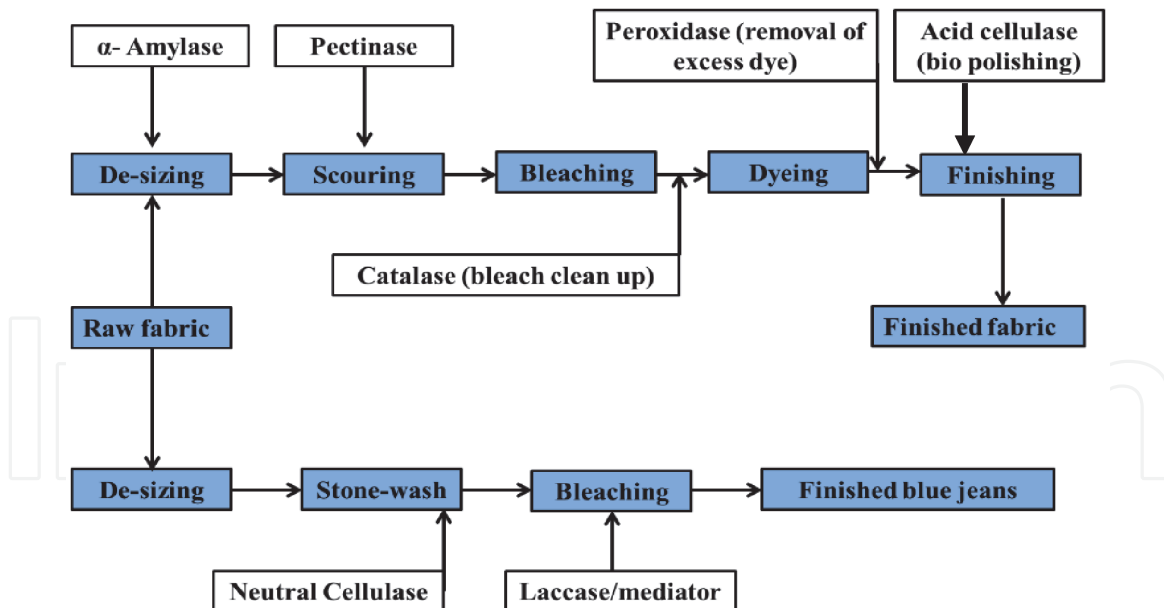 α- Amylase
Pectinase
Peroxidase (removal of
excess dye)
Acid cellulase
(bio polishing)
De-sizing
Scouring
Bleaching
Dyeing
Finishing
Catalase (bleach clean up)
Raw fabric
Finished fabric
De-sizing
Stone-wash
Bleaching
Finished blue jeans
Neutral Cellulase
Laccase/mediator